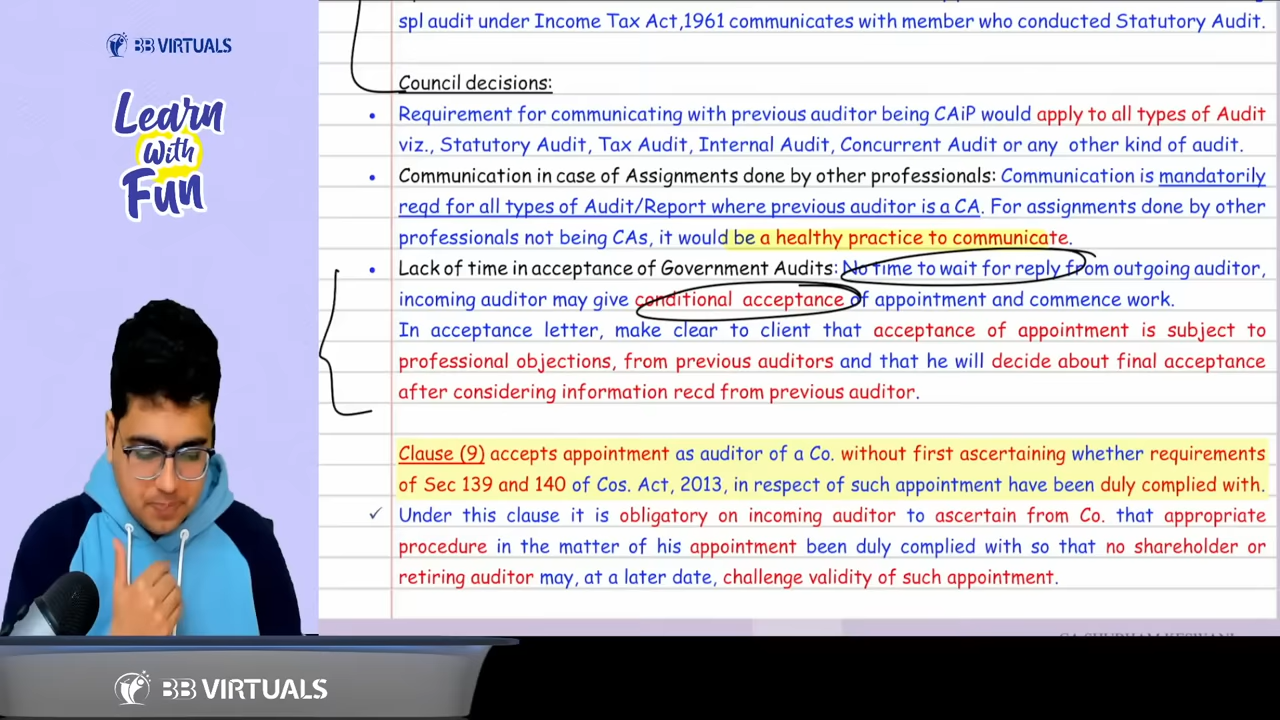 BB VIRTUALS
Learn
With
Fun
spl audit under Income Tax Act,1961 communicates with member who conducted Statutory Audit.
Council decisions:
• Requirement for communicating with previous auditor being CAiP would apply to all types of Audit
viz., Statutory Audit, Tax Audit, Internal Audit, Concurrent Audit or any other kind of audit.
• Communication in case of Assignments done by other professionals: Communication is mandatorily
reqd for all types of Audit/Report where previous auditor is a CA. For assignments done by other
professionals not being CAs, it would be a healthy practice to communicate.
• Lack of time in acceptance of Government Audits: No time to wait for reply from outgoing auditor,
incoming auditor may give conditional acceptance of appointment and commence work.
In acceptance letter, make clear to client that acceptance of appointment is subject to
professional objections, from previous auditors and that he will decide about final acceptance
after considering information recd from previous auditor.
Clause (9) accepts appointment as auditor of a Co. without first ascertaining whether requirements
of Sec 139 and 140 of Cos. Act, 2013, in respect of such appointment have been duly complied with.
✓ Under this clause it is obligatory on incoming auditor to ascertain from Co. that appropriate
procedure in the matter of his appointment been duly complied with so that no shareholder or
retiring auditor may, at a later date, challenge validity of such appointment.
BB VIRTUALS